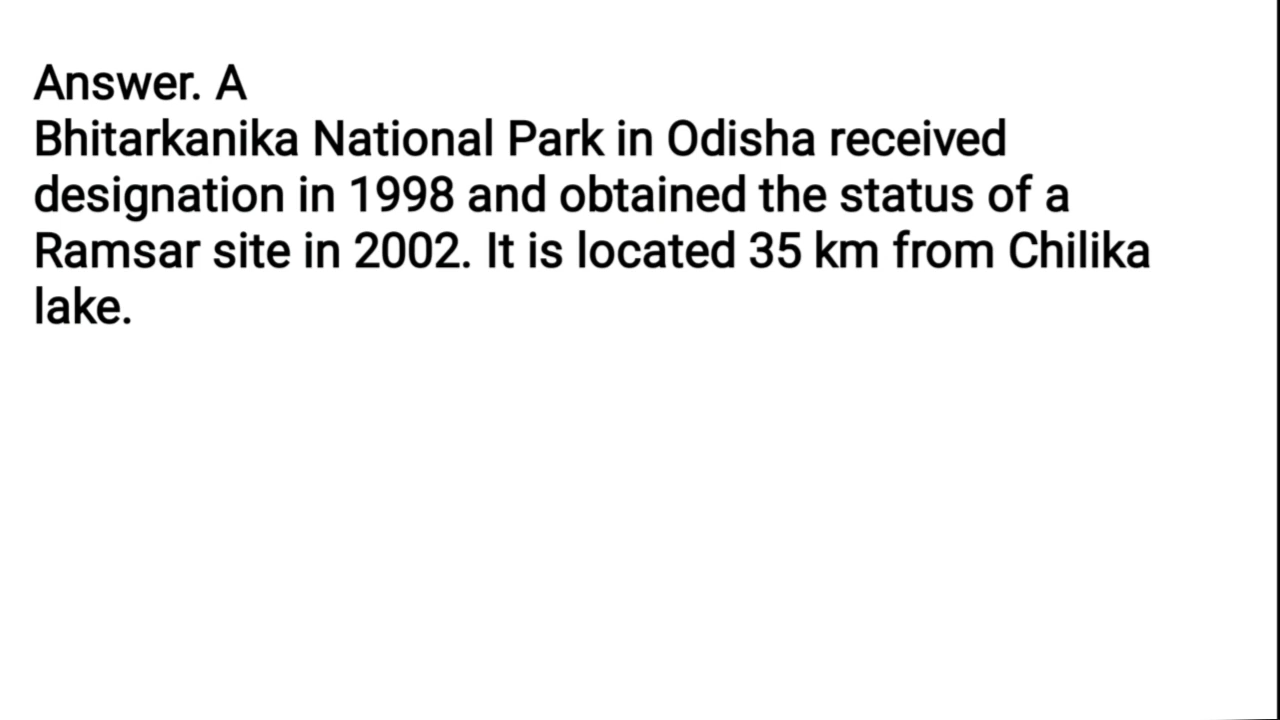 Answer. A
Bhitarkanika National Park in Odisha received
designation in 1998 and obtained the status of a
Ramsar site in 2002. It is located 35 km from Chilika
lake.